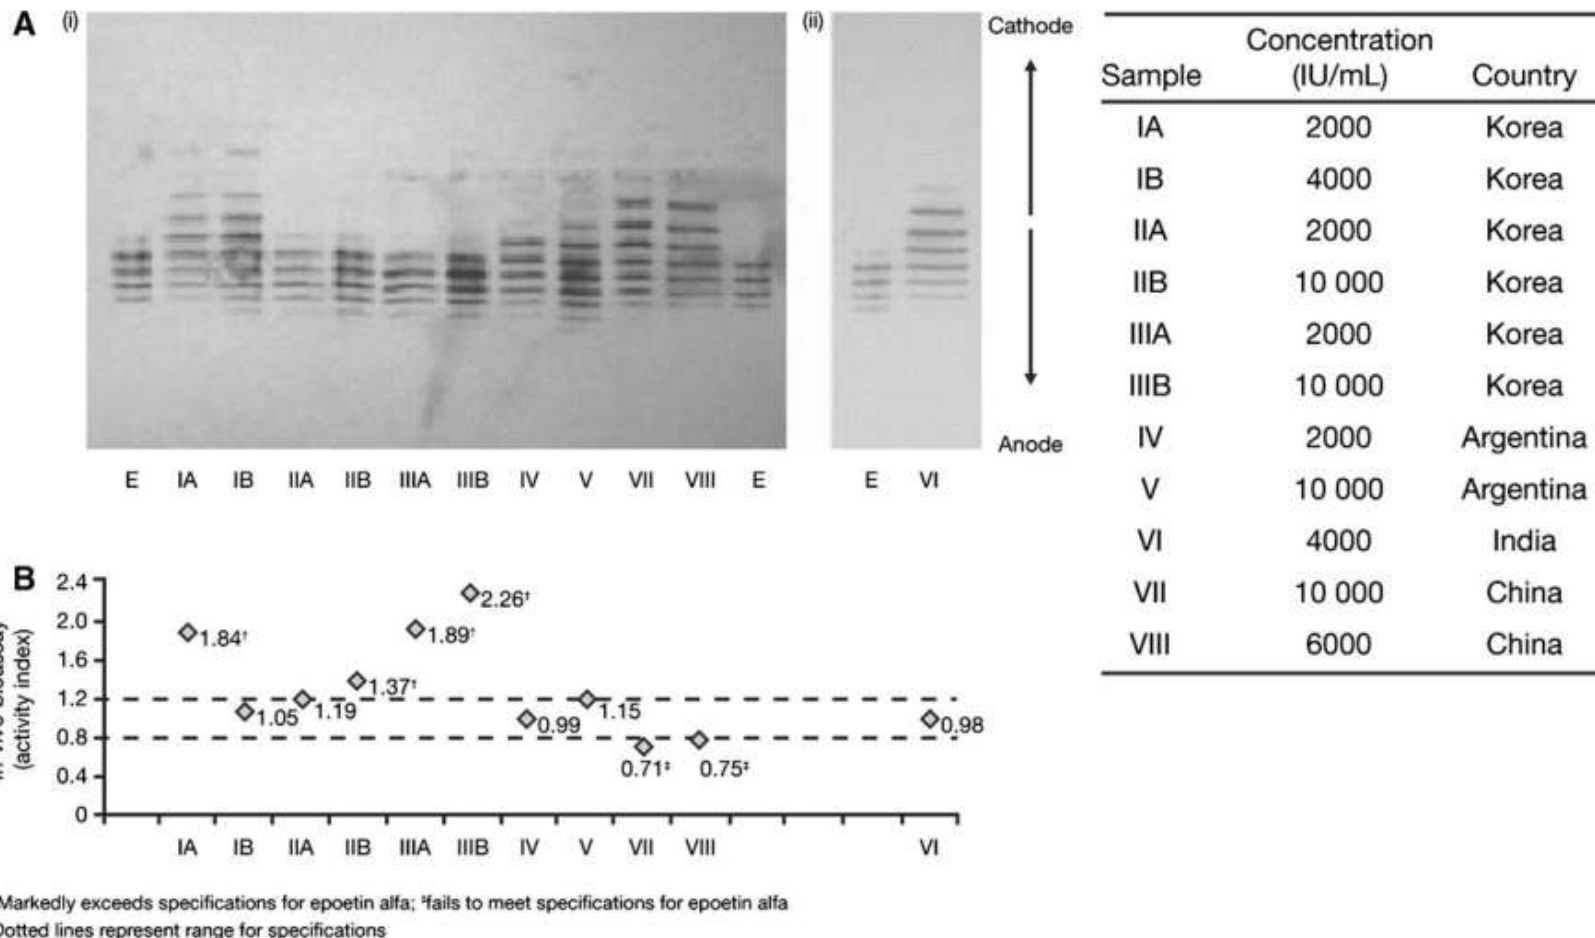 A (i) (ii)
Cathode
Anode
E IA IB IIA IIB IIIA IIIB IV V VII VIII E
E VI
Concentration
Sample (IU/mL) Country
IA 2000 Korea
IB 4000 Korea
IIA 2000 Korea
IIB 10 000 Korea
IIIA 2000 Korea
IIIB 10 000 Korea
IV 2000 Argentina
V 10 000 Argentina
VI 4000 India
VII 10 000 China
VIII 6000 China
B
(activity index)
2.4
2.0
1.6
1.2
0.8
0.4
0
1.84†
1.05
1.19
1.37†
1.89†
2.26†
0.99
1.15
0.71‡
0.75‡
0.98
IA IB IIA IIB IIIA IIIB IV V VII VIII VI
Markedly exceeds specifications for epoetin alfa; ‡fails to meet specifications for epoetin alfa
Dotted lines represent range for specifications